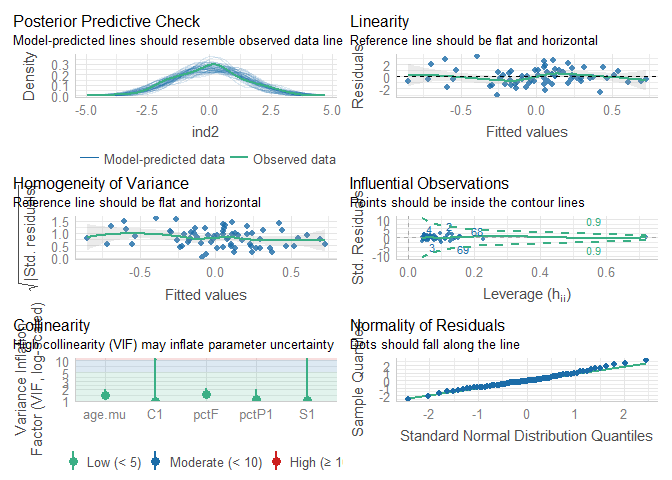 Posterior Predictive Check
Model-predicted lines should resemble observed data line
Density
0.3
0.2
0.1
0.0
-5.0
-2.5
0.0
2.5
5.0
ind2
Model-predicted data
Observed data
Linearity
Reference line should be flat and horizontal
Residuals
2
0
-2
-0.5
0.0
0.5
Fitted values
Homogeneity of Variance
Reference line should be flat and horizontal
√|Std. residuals|
1.5
1.0
0.5
0.0
-0.5
0.0
0.5
Fitted values
Influential Observations
Points should be inside the contour lines
Std. Residuals
10
5
0
-5
-10
4
2
68
3
69
0.9
0.9
0.0
0.2
0.4
0.6
Leverage (hii)
Collinearity
High collinearity (VIF) may inflate parameter uncertainty
Variance Inflation
Factor (VIF, log-scaled)
10
5
3
2
1
age.mu
C1
pctF
pctP1
S1
Low (< 5)
Moderate (< 10)
High (≥ 1
Normality of Residuals
Dots should fall along the line
Sample Quantiles
2
1
0
-1
-2
-2
-1
0
1
2
Standard Normal Distribution Quantiles